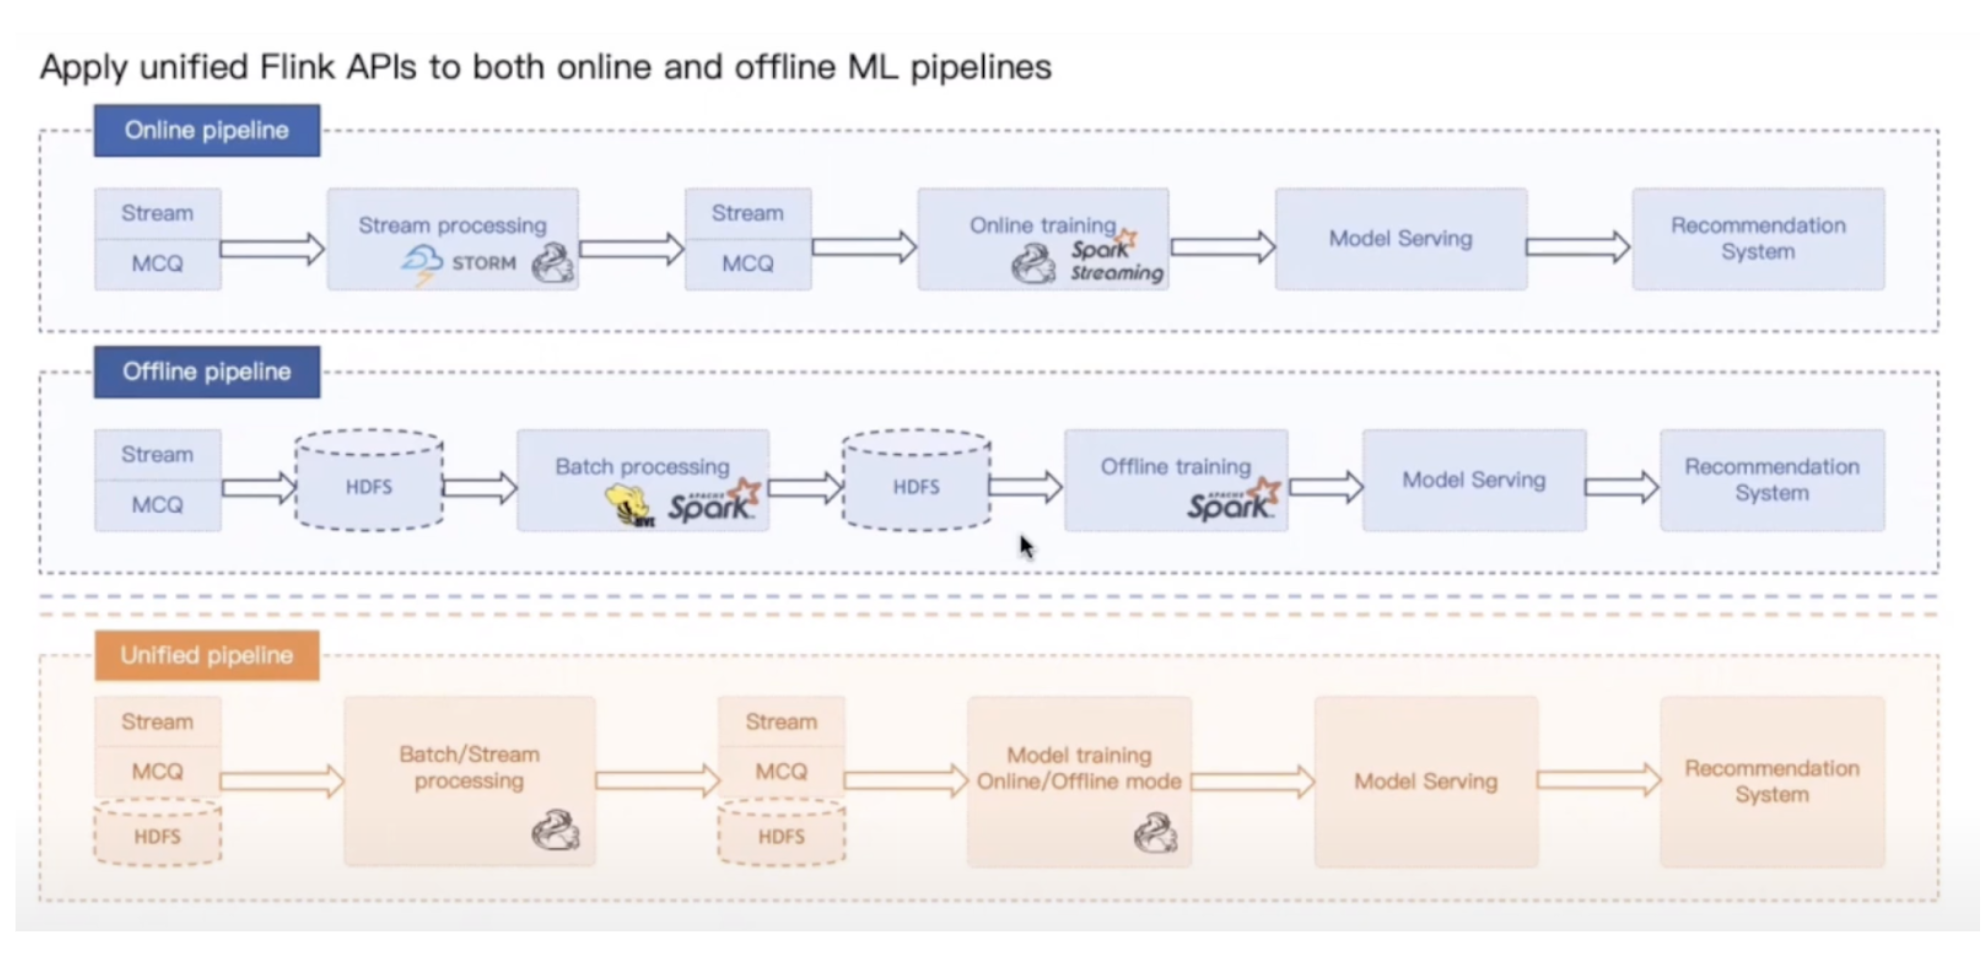 Apply unified Flink APIs to both online and offline ML pipelines
Online pipeline
Stream
MCQ
Stream processing
STORM
Stream
MCQ
Online training
Spark
Streaming
Model Serving
Recommendation
System
Offline pipeline
Stream
MCQ
HDFS
Batch processing
HIVE
APACHE
Spark
HDFS
Offline training
APACHE
Spark
Model Serving
Recommendation
System
Unified pipeline
Stream
MCQ
HDFS
Batch/Stream
processing
Stream
MCQ
HDFS
Model training
Online/Offline mode
Model Serving
Recommendation
System